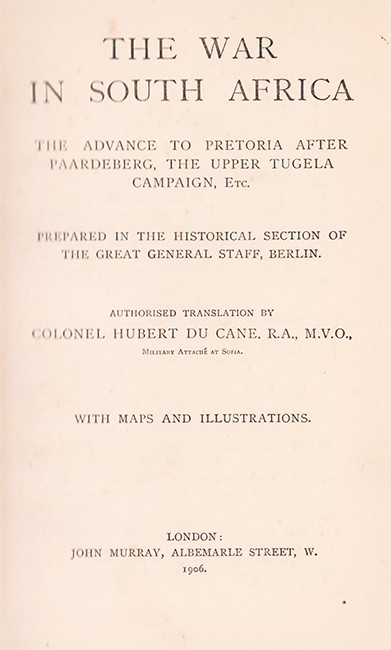 THE WAR
IN SOUTH AFRICA
THE ADVANCE TO PRETORIA AFTER
PAARDEBERG, THE UPPER TUGELA
CAMPAIGN, ETC.
PREPARED IN THE HISTORICAL SECTION OF
THE GREAT GENERAL STAFF, BERLIN.
AUTHORISED TRANSLATION BY
COLONEL HUBERT DU CANE, R.A., M.V.O.,
MILITARY ATTACHÉ AT SOFIA.
WITH MAPS AND ILLUSTRATIONS.
LONDON:
JOHN MURRAY, ALBEMARLE STREET, W.
1906.